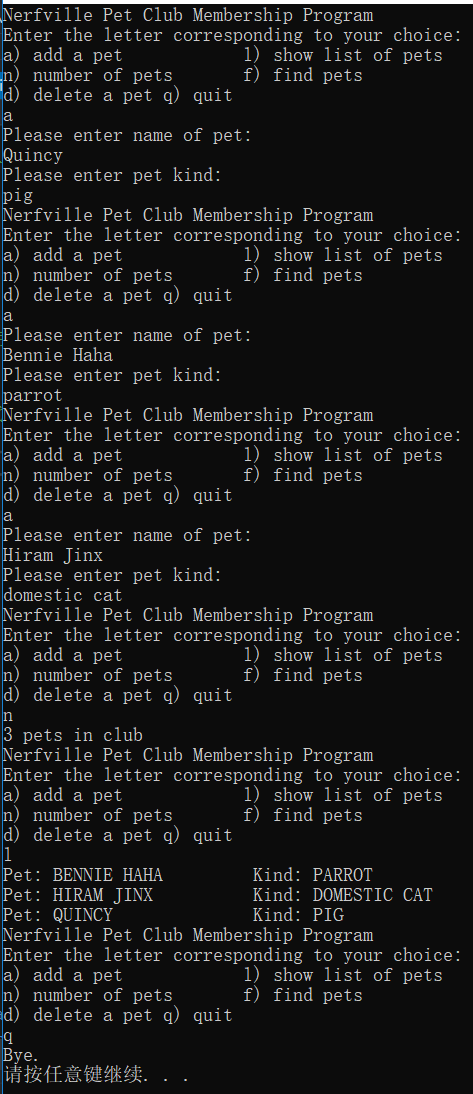 Nerfville Pet Club Membership Program
Enter the letter corresponding to your choice:
a) add a pet            l) show list of pets
n) number of pets       f) find pets
d) delete a pet q) quit
a
Please enter name of pet:
Quincy
Please enter pet kind:
pig
Nerfville Pet Club Membership Program
Enter the letter corresponding to your choice:
a) add a pet            l) show list of pets
n) number of pets       f) find pets
d) delete a pet q) quit
a
Please enter name of pet:
Bennie Haha
Please enter pet kind:
parrot
Nerfville Pet Club Membership Program
Enter the letter corresponding to your choice:
a) add a pet            l) show list of pets
n) number of pets       f) find pets
d) delete a pet q) quit
a
Please enter name of pet:
Hiram Jinx
Please enter pet kind:
domestic cat
Nerfville Pet Club Membership Program
Enter the letter corresponding to your choice:
a) add a pet            l) show list of pets
n) number of pets       f) find pets
d) delete a pet q) quit
n
3 pets in club
Nerfville Pet Club Membership Program
Enter the letter corresponding to your choice:
a) add a pet            l) show list of pets
n) number of pets       f) find pets
d) delete a pet q) quit
l
Pet: BENNIE HAHA         Kind: PARROT
Pet: HIRAM JINX          Kind: DOMESTIC CAT
Pet: QUINCY              Kind: PIG
Nerfville Pet Club Membership Program
Enter the letter corresponding to your choice:
a) add a pet            l) show list of pets
n) number of pets       f) find pets
d) delete a pet q) quit
q
Bye.
请按任意键继续. . .